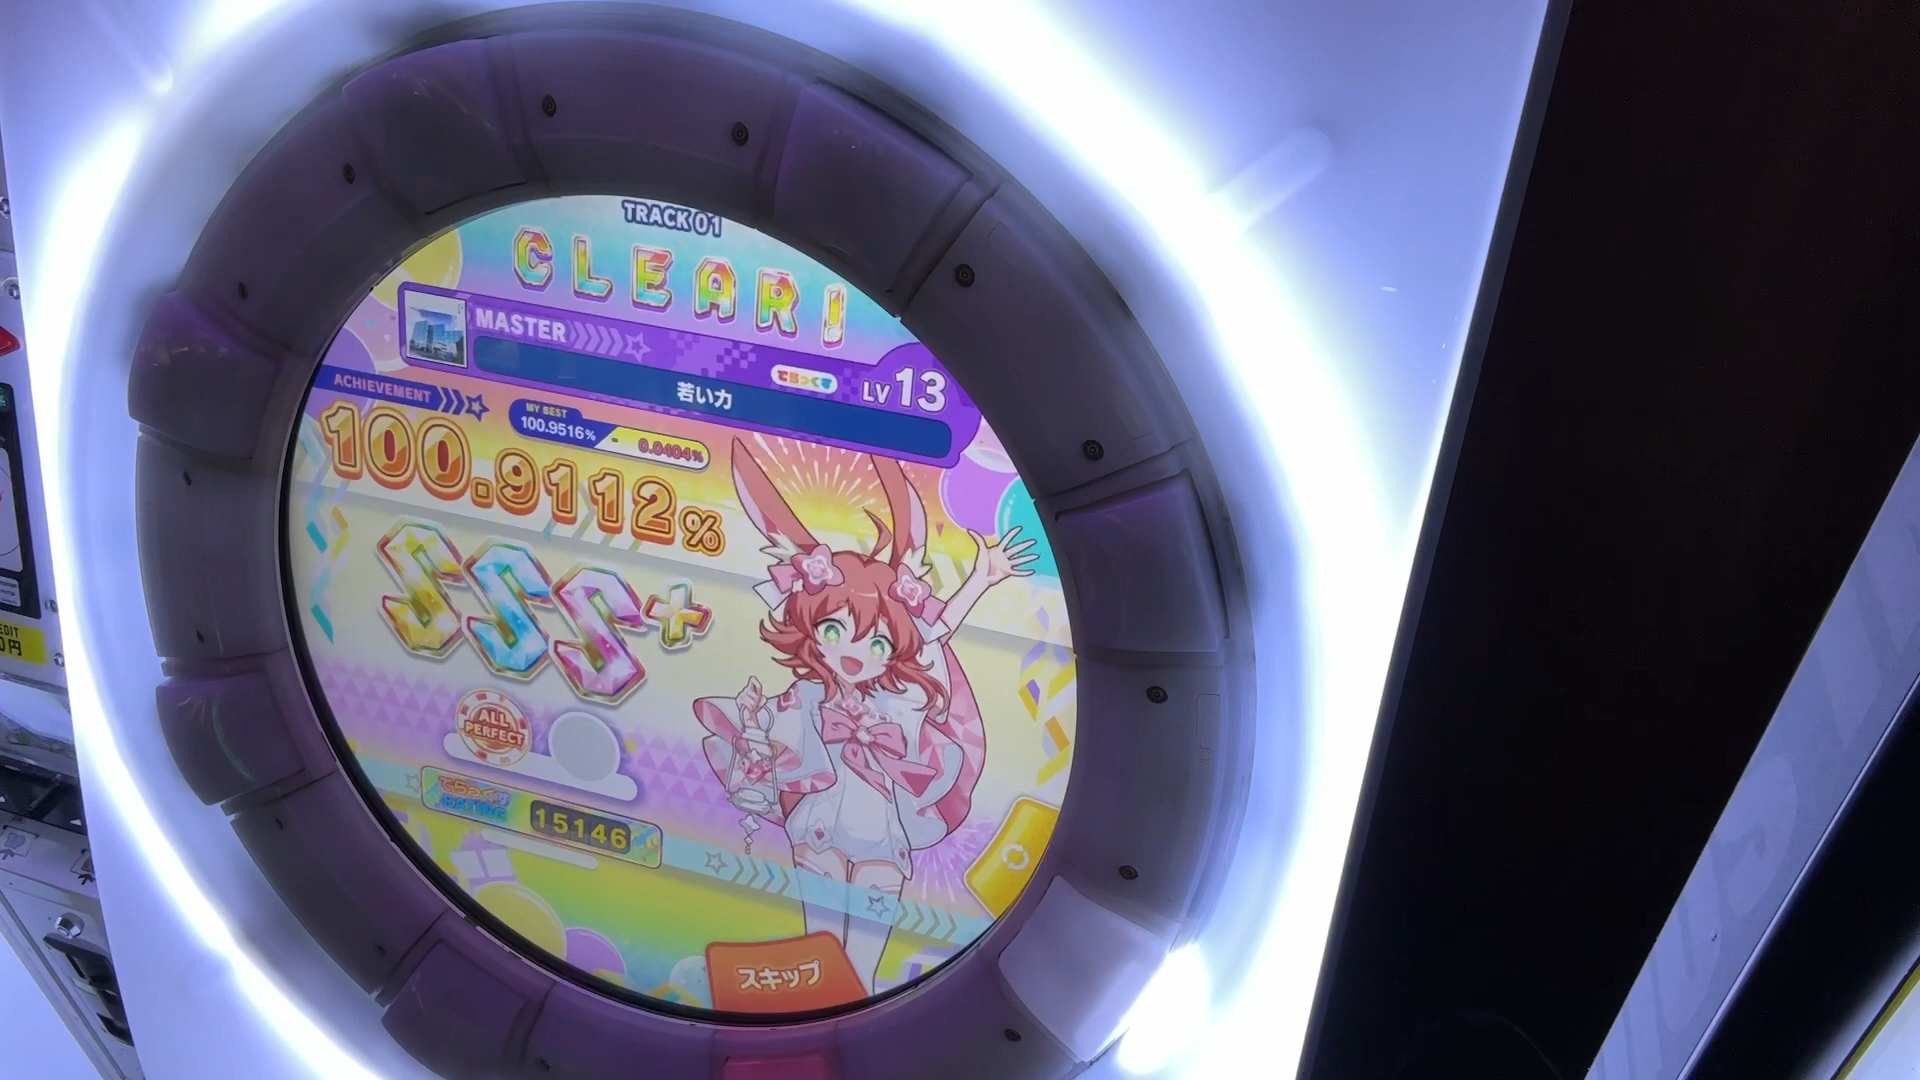 TRACK 01
CLEAR!
MASTER
でらっくす
LV 13
若い力
ACHIEVEMENT
MY BEST
100.9516%
- 0.0404%
100.9112%
SSS+
ALL PERFECT
でらっくす
RATING
15146
スキップ